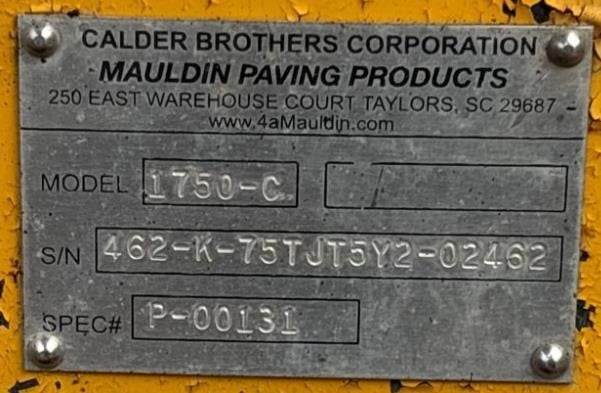 CALDER BROTHERS CORPORATION
MAULDIN PAVING PRODUCTS
250 EAST WAREHOUSE COURT TAYLORS, SC 29687
www.4aMauldin.com
MODEL 1750-C
S/N 462-K-75TJT5Y2-02462
SPEC# P-00131